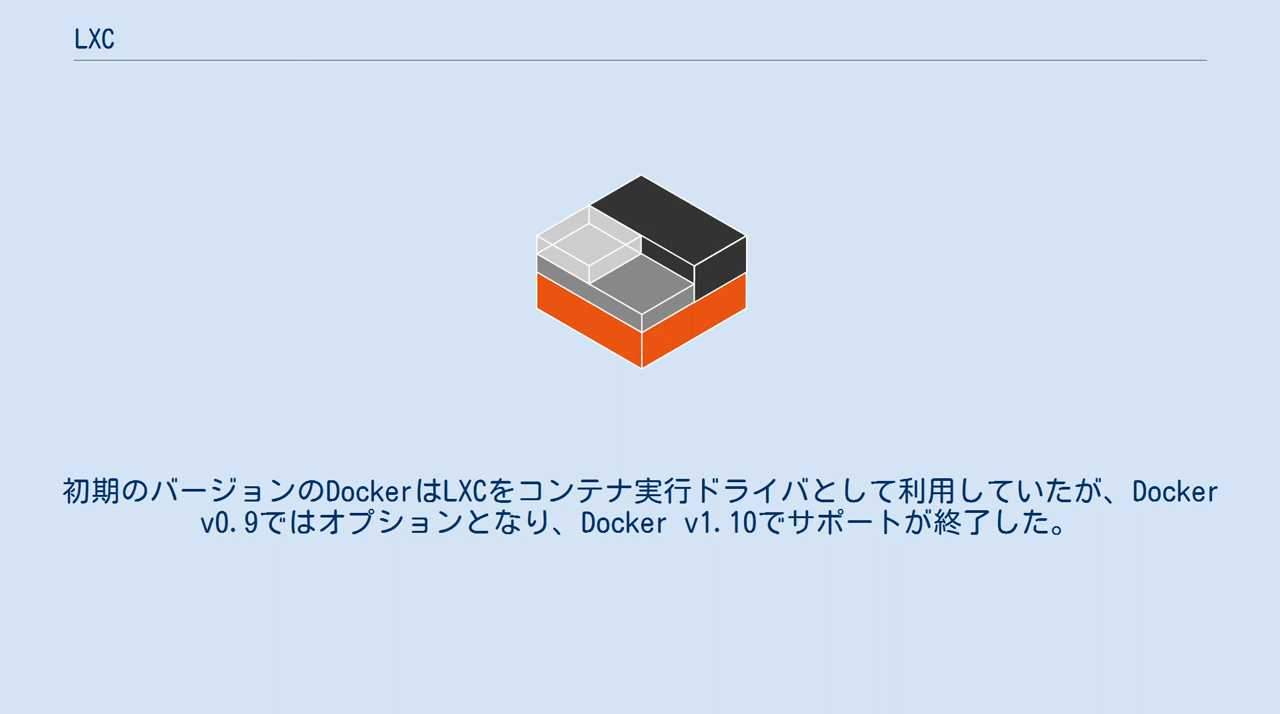 LXC
初期のバージョンのDockerはLXCをコンテナ実行ドライバとして利用していたが、Docker
v0.9ではオプションとなり、Docker v1.10でサポートが終了した。